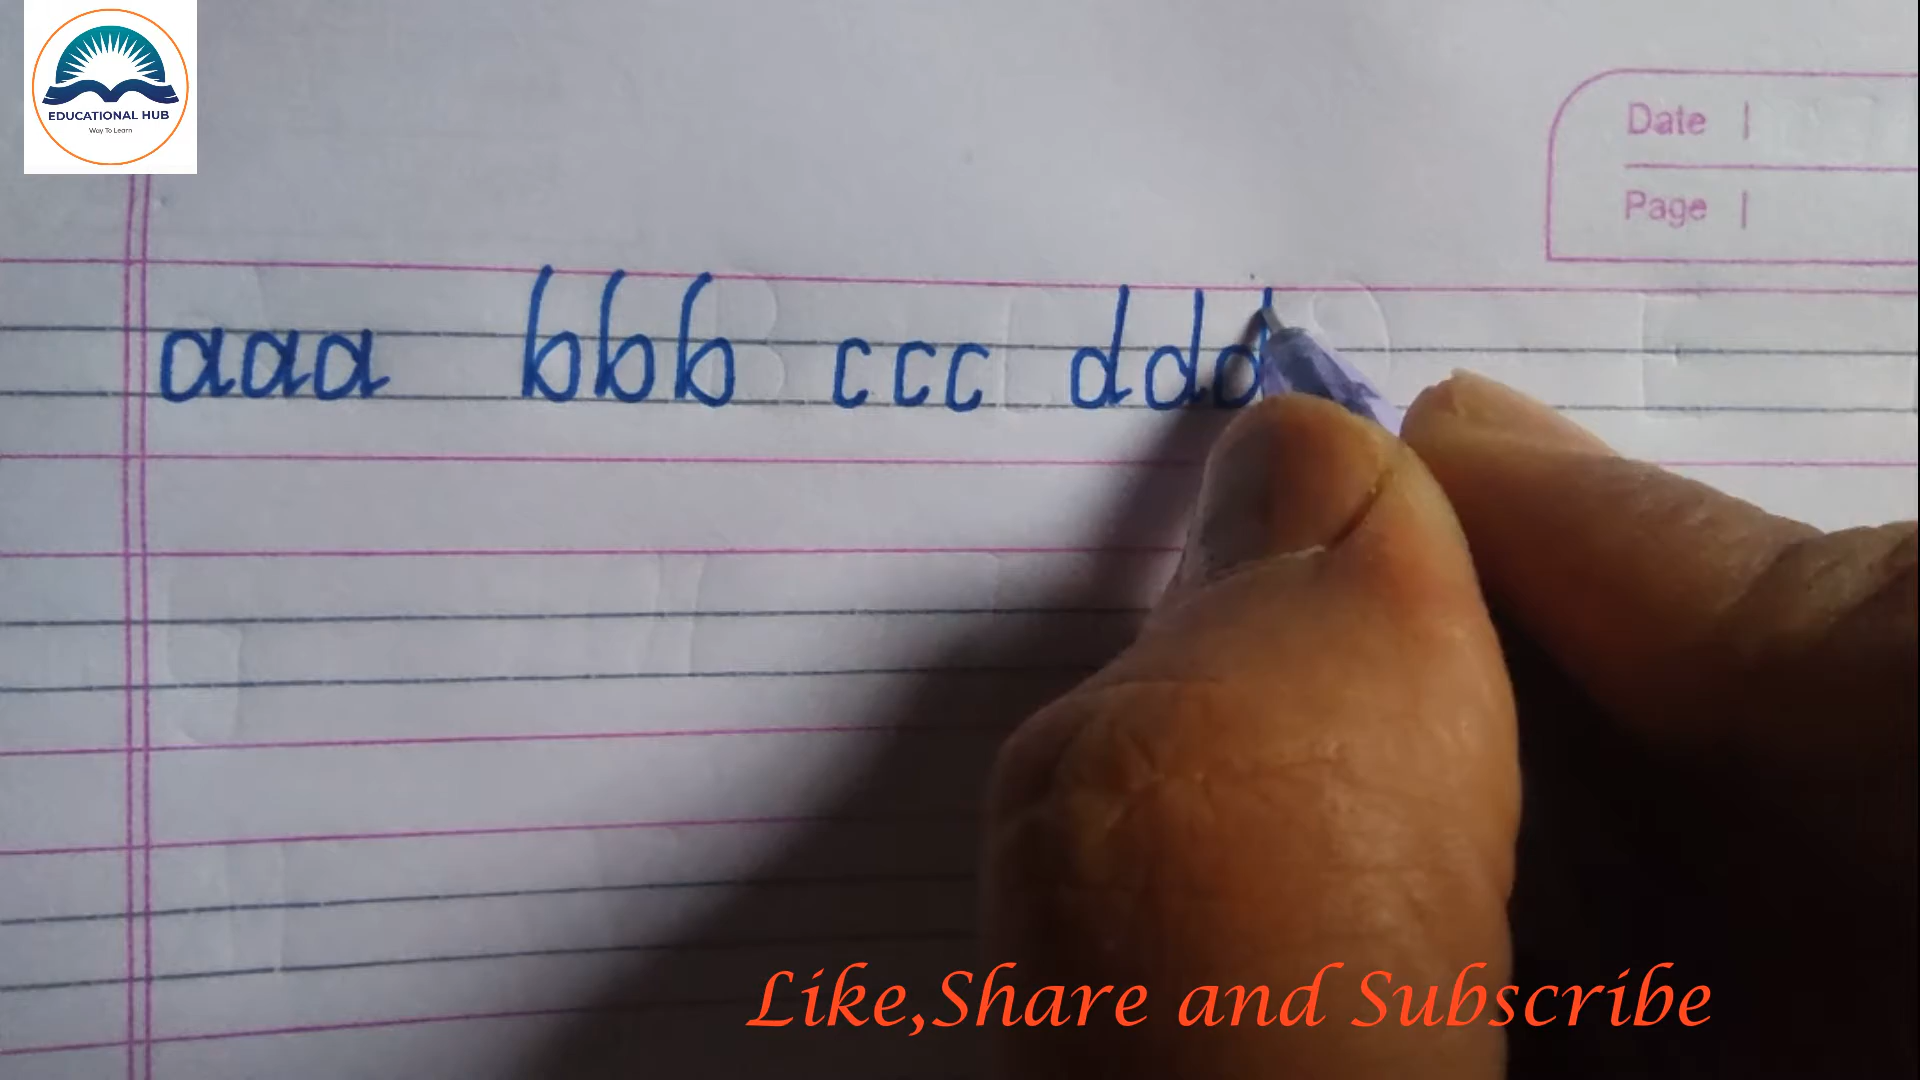 EDUCATIONAL HUB
Way To Learn
Date |
Page |
aaa bbb ccc ddd
Like,Share and Subscribe